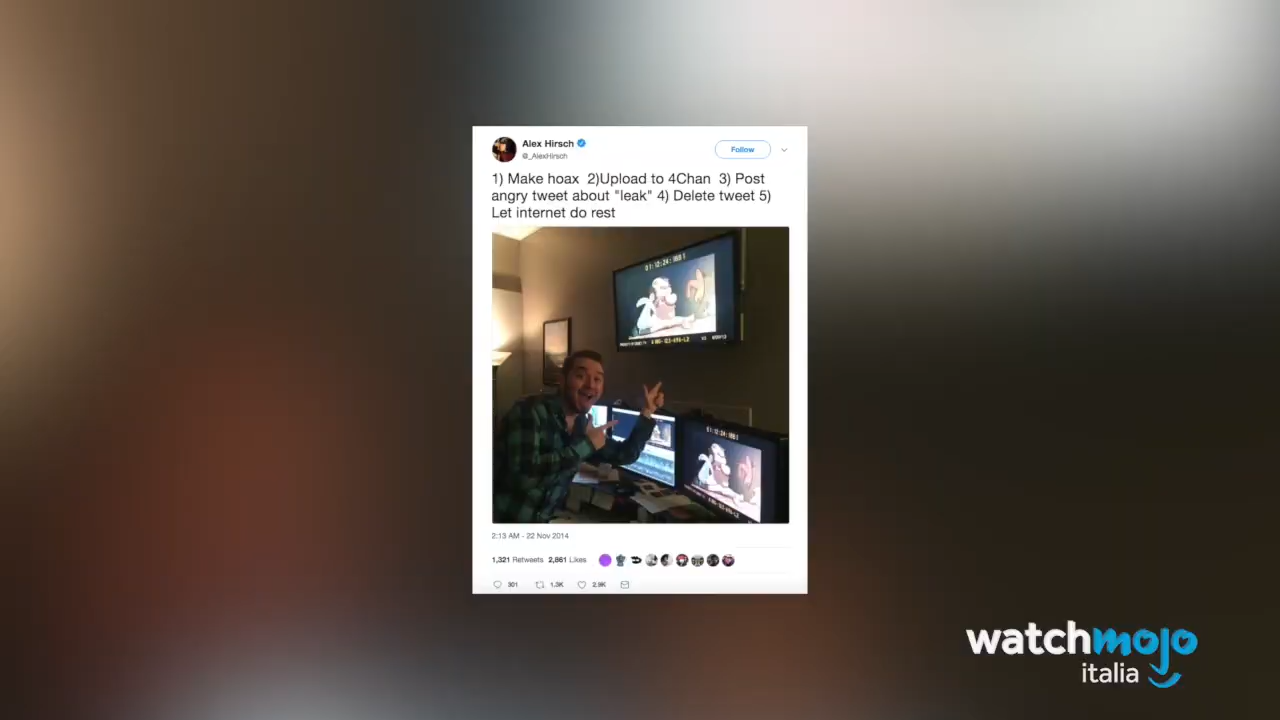 Alex Hirsch
@_AlexHirsch
Follow
1) Make hoax 2)Upload to 4Chan 3) Post
angry tweet about "leak" 4) Delete tweet 5)
Let internet do rest
2:13 AM - 22 Nov 2014
1,321 Retweets 2,861 Likes
301 1.3K 2.9K
watchmojo
italia